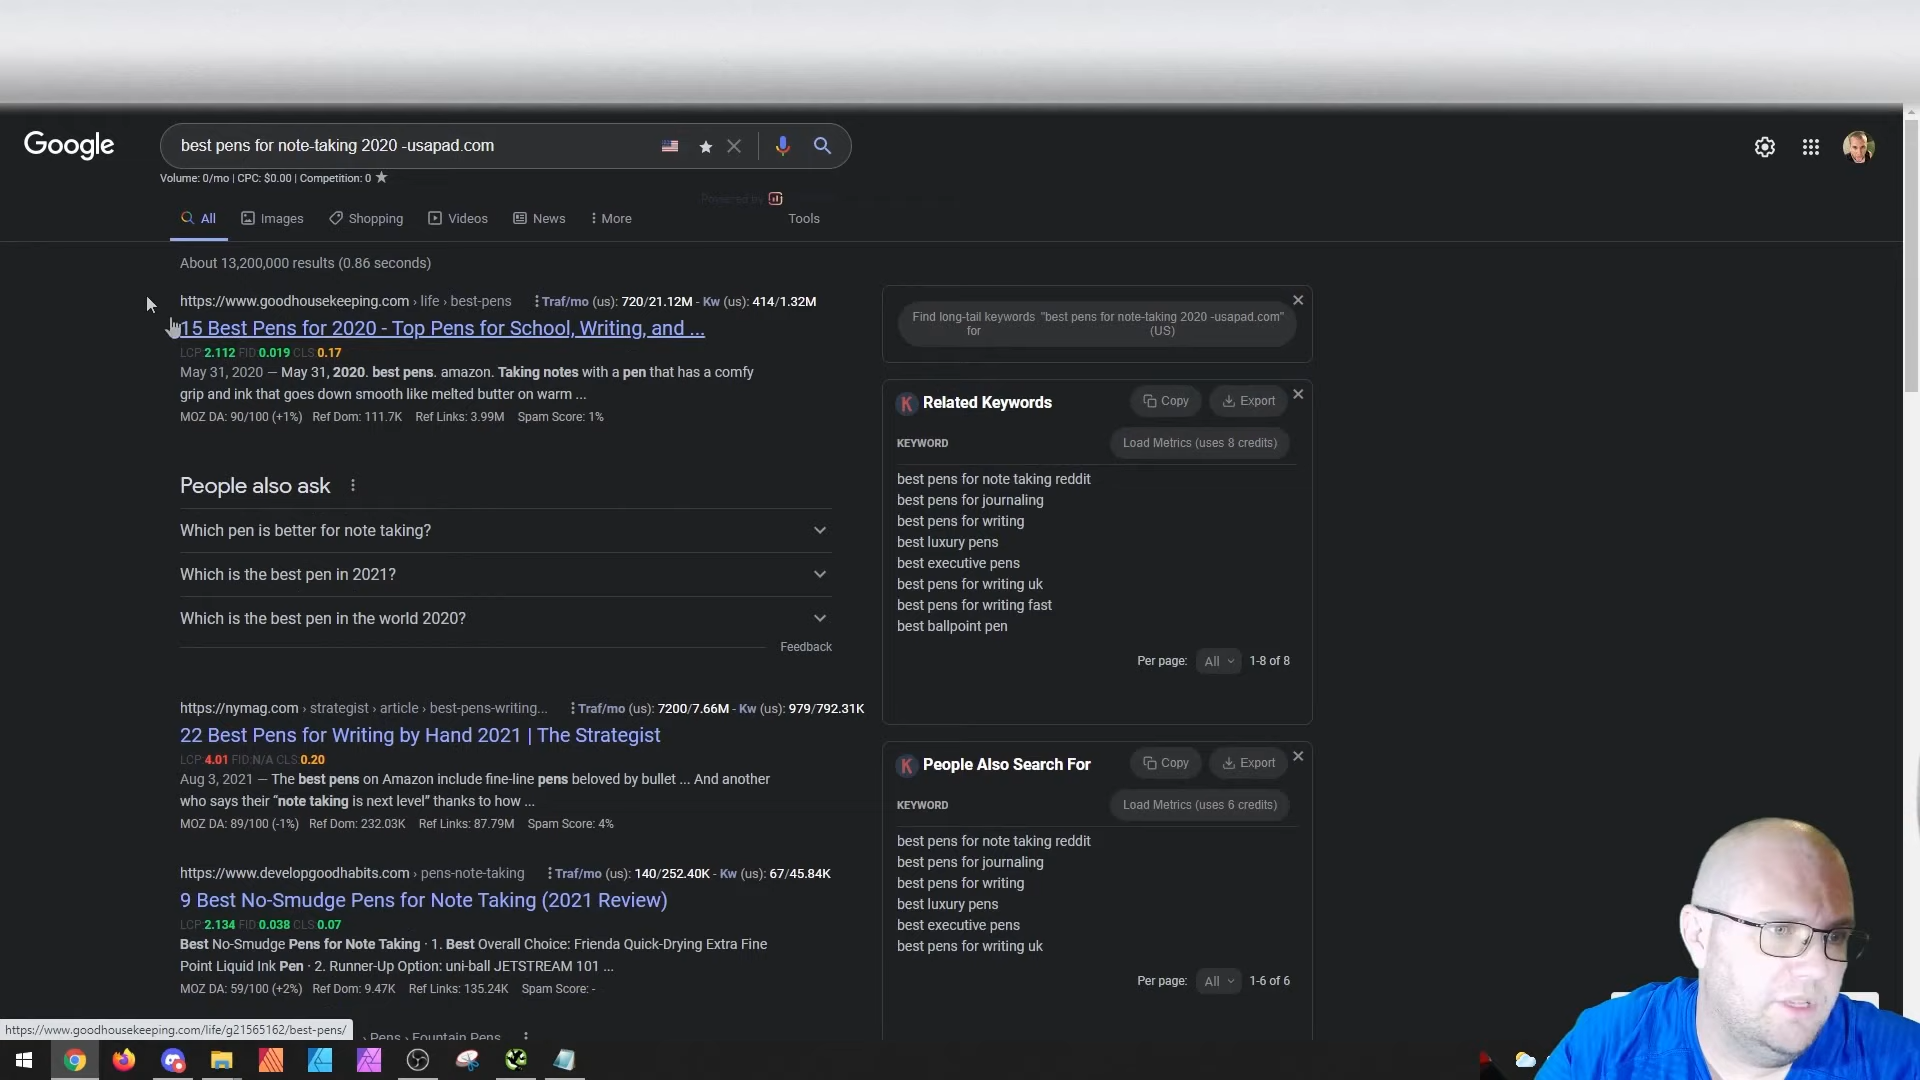 Google
best pens for note-taking 2020 -usapad.com
Volume: 0/mo | CPC: $0.00 | Competition: 0
Powered by
All
Images
Shopping
Videos
News
More
Tools
About 13,200,000 results (0.86 seconds)
https://www.goodhousekeeping.com › life › best-pens
Traf/mo (us): 720/21.12M - Kw (us): 414/1.32M
15 Best Pens for 2020 - Top Pens for School, Writing, and ...
LCP:2.112 FID:0.019 CLS:0.17
May 31, 2020 — May 31, 2020. best pens. amazon. Taking notes with a pen that has a comfy
grip and ink that goes down smooth like melted butter on warm ...
MOZ DA: 90/100 (+1%) Ref Dom: 111.7K Ref Links: 3.99M Spam Score: 1%
People also ask
Which pen is better for note taking?
Which is the best pen in 2021?
Which is the best pen in the world 2020?
Feedback
https://nymag.com › strategist › article › best-pens-writing...
Traf/mo (us): 7200/7.66M - Kw (us): 979/792.31K
22 Best Pens for Writing by Hand 2021 | The Strategist
LCP:4.01 FID:N/A CLS:0.20
Aug 3, 2021 — The best pens on Amazon include fine-line pens beloved by bullet ... And another
who says their “note taking is next level” thanks to how ...
MOZ DA: 89/100 (-1%) Ref Dom: 232.03K Ref Links: 87.79M Spam Score: 4%
https://www.developgoodhabits.com › pens-note-taking
Traf/mo (us): 140/252.40K - Kw (us): 67/45.84K
9 Best No-Smudge Pens for Note Taking (2021 Review)
LCP:2.134 FID:0.038 CLS:0.07
Best No-Smudge Pens for Note Taking · 1. Best Overall Choice: Frienda Quick-Drying Extra Fine
Point Liquid Ink Pen · 2. Runner-Up Option: uni-ball JETSTREAM 101 ...
MOZ DA: 59/100 (+2%) Ref Dom: 9.47K Ref Links: 135.24K Spam Score: -
› Pens › Fountain Pens
https://www.goodhousekeeping.com/life/g21565162/best-pens/
Find long-tail keywords for "best pens for note-taking 2020 -usapad.com" (US)
Related Keywords
Copy
Export
KEYWORD
Load Metrics (uses 8 credits)
best pens for note taking reddit
best pens for journaling
best pens for writing
best luxury pens
best executive pens
best pens for writing uk
best pens for writing fast
best ballpoint pen
Per page: All 1-8 of 8
People Also Search For
Copy
Export
KEYWORD
Load Metrics (uses 6 credits)
best pens for note taking reddit
best pens for journaling
best pens for writing
best luxury pens
best executive pens
best pens for writing uk
Per page: All 1-6 of 6